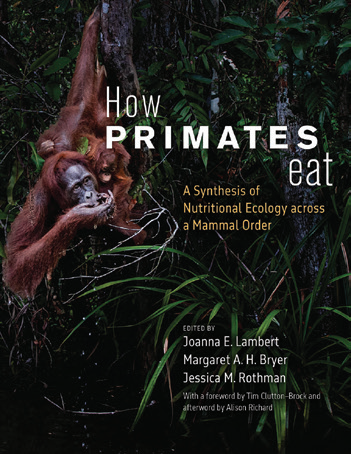 How
PRIMATES
eat
A Synthesis of
Nutritional Ecology across
a Mammal Order
EDITED BY
Joanna E. Lambert
Margaret A. H. Bryer
Jessica M. Rothman
With a foreword by Tim Clutton-Brock and
afterword by Alison Richard